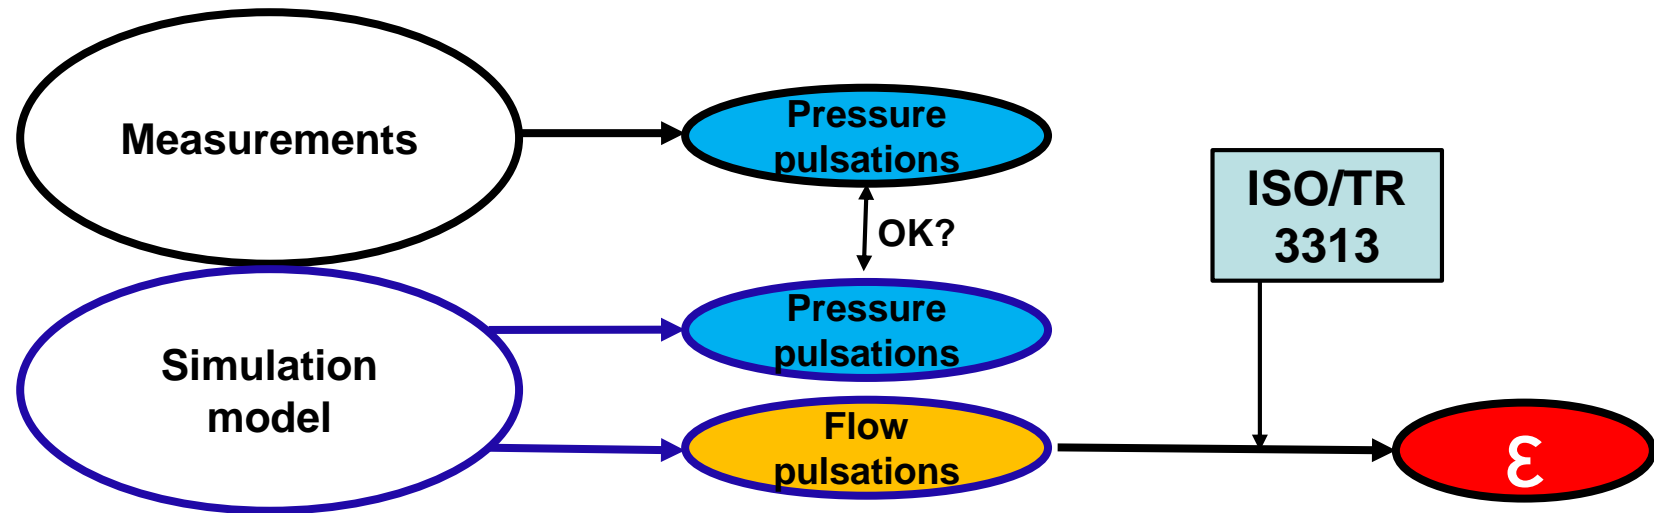 Measurements
Pressure
pulsations
OK?
ISO/TR
3313
Simulation
model
Pressure
pulsations
Flow
pulsations
ε